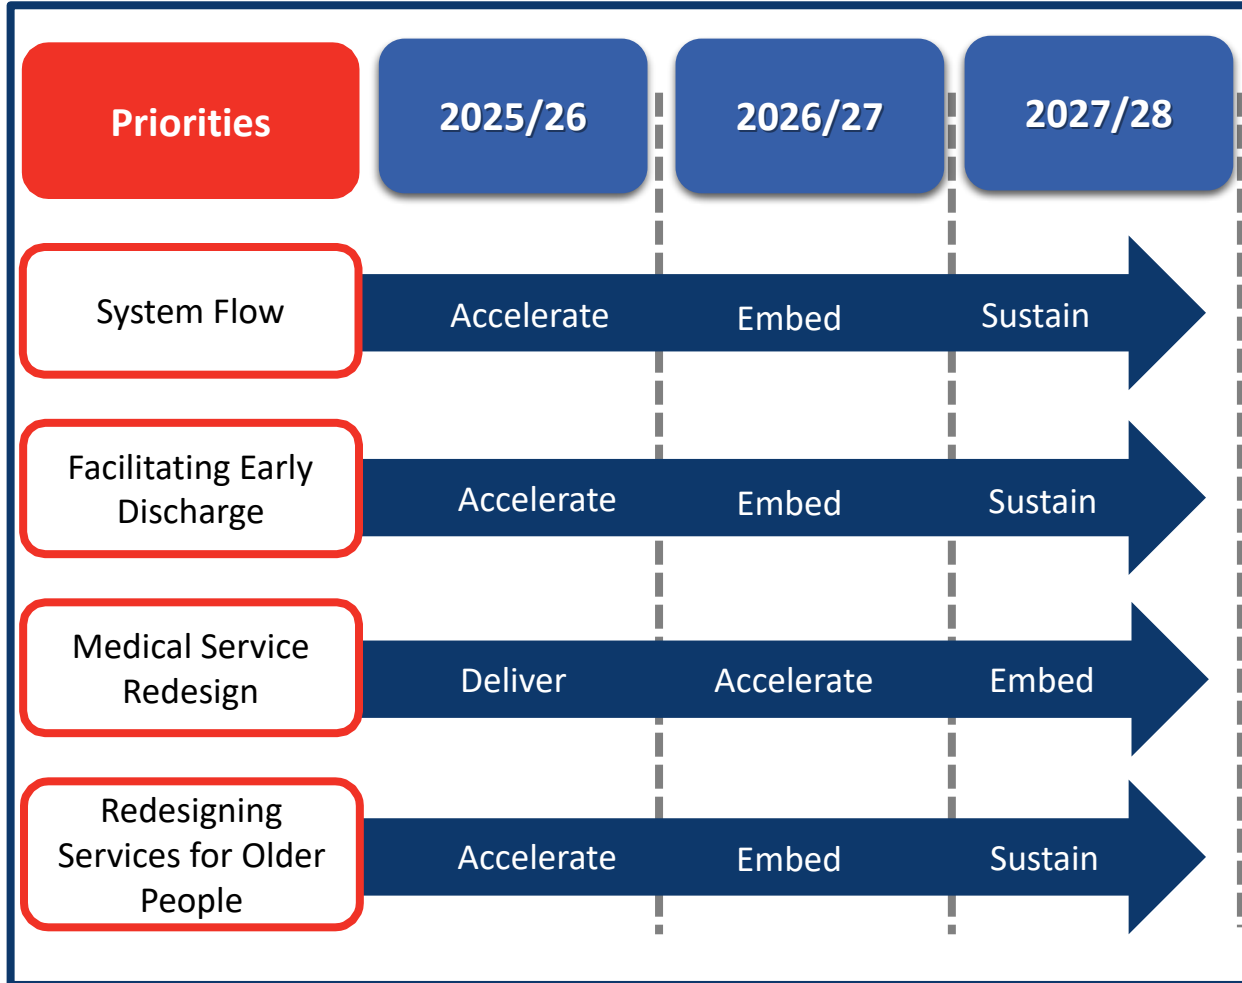 Priorities
2025/26
2026/27
2027/28
System Flow
Accelerate
Embed
Sustain
Facilitating Early
Discharge
Accelerate
Embed
Sustain
Medical Service
Redesign
Deliver
Accelerate
Embed
Redesigning
Services for Older
People
Accelerate
Embed
Sustain